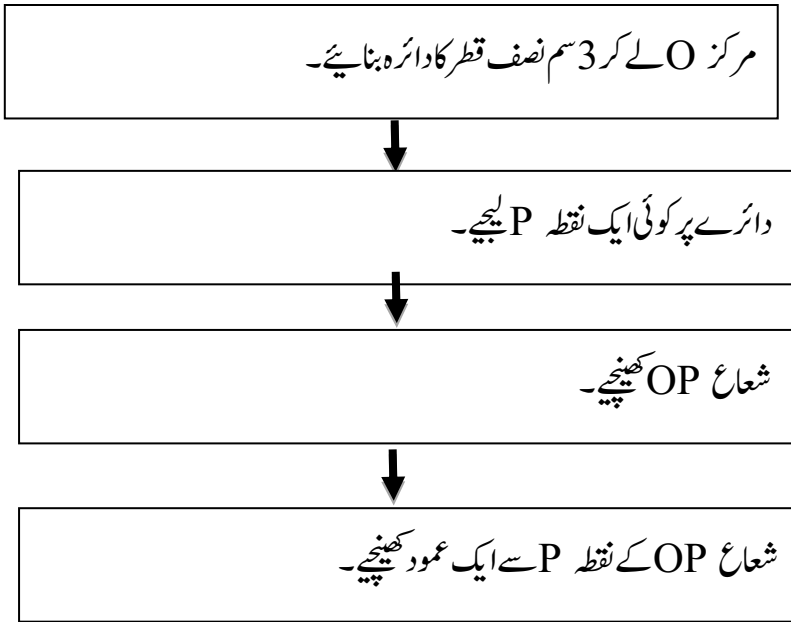 مرکز O لے کر 3 سم نصف قطر کا دائرہ بنائیے۔
دائرے پر کوئی ایک نقطہ P لیجیے۔
شعاع OP کھینچیے۔
شعاع OP کے نقطہ P سے ایک عمود کھینچیے۔